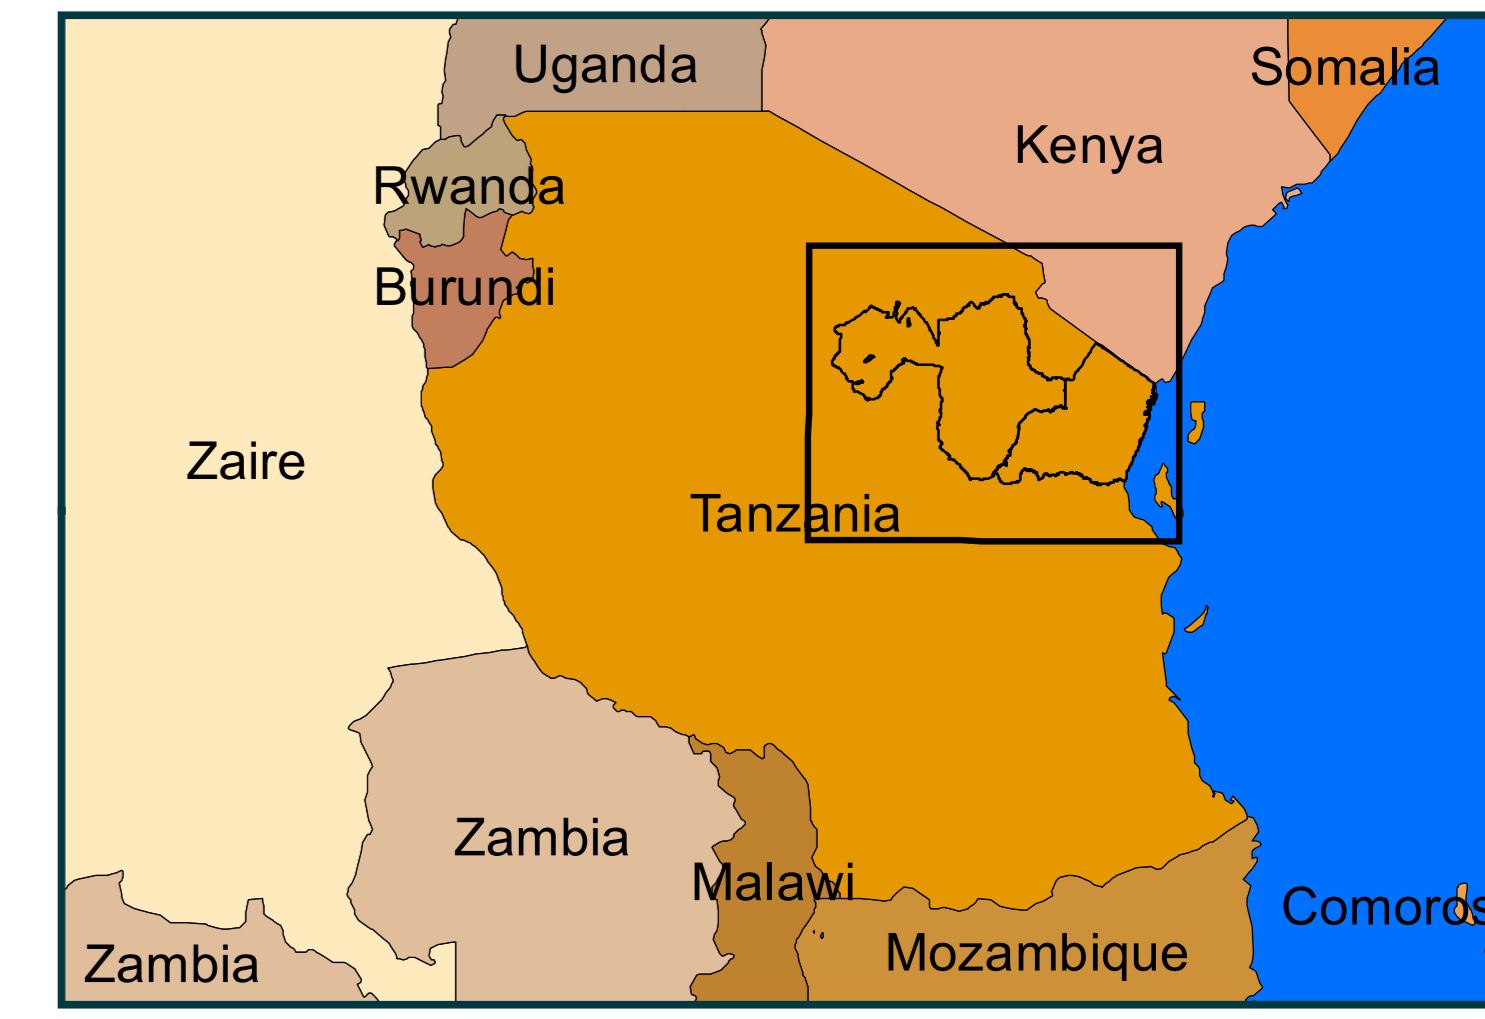 Uganda
Somalia
Kenya
Rwanda
Burundi
Zaire
Tanzania
Zambia
Malawi
Comoros
Mozambique
Zambia